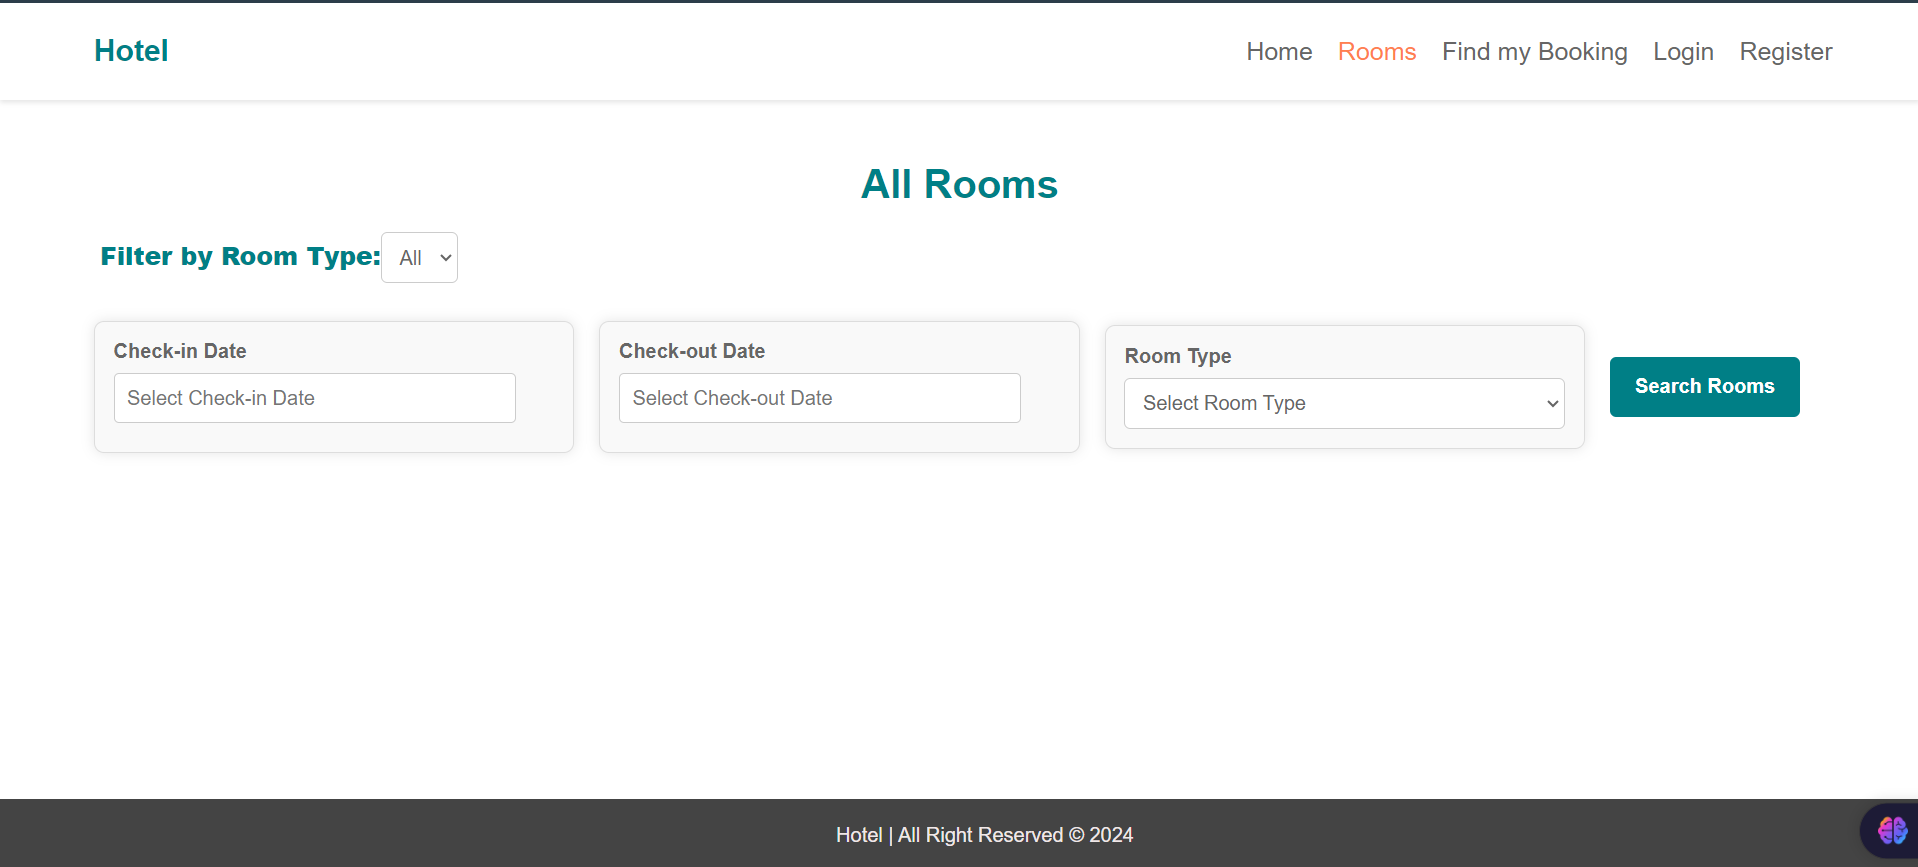 Hotel
Home Rooms Find my Booking Login Register
All Rooms
Filter by Room Type: All
Check-in Date
Select Check-in Date
Check-out Date
Select Check-out Date
Room Type
Select Room Type
Search Rooms
Hotel | All Right Reserved © 2024